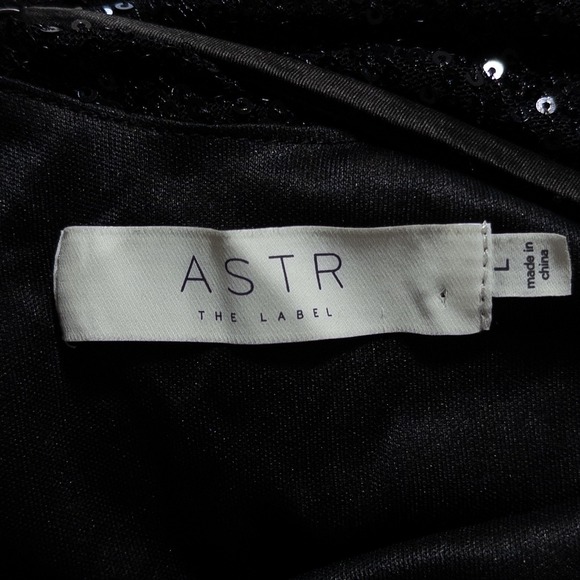 ASTR
THE LABEL
L
made in
china